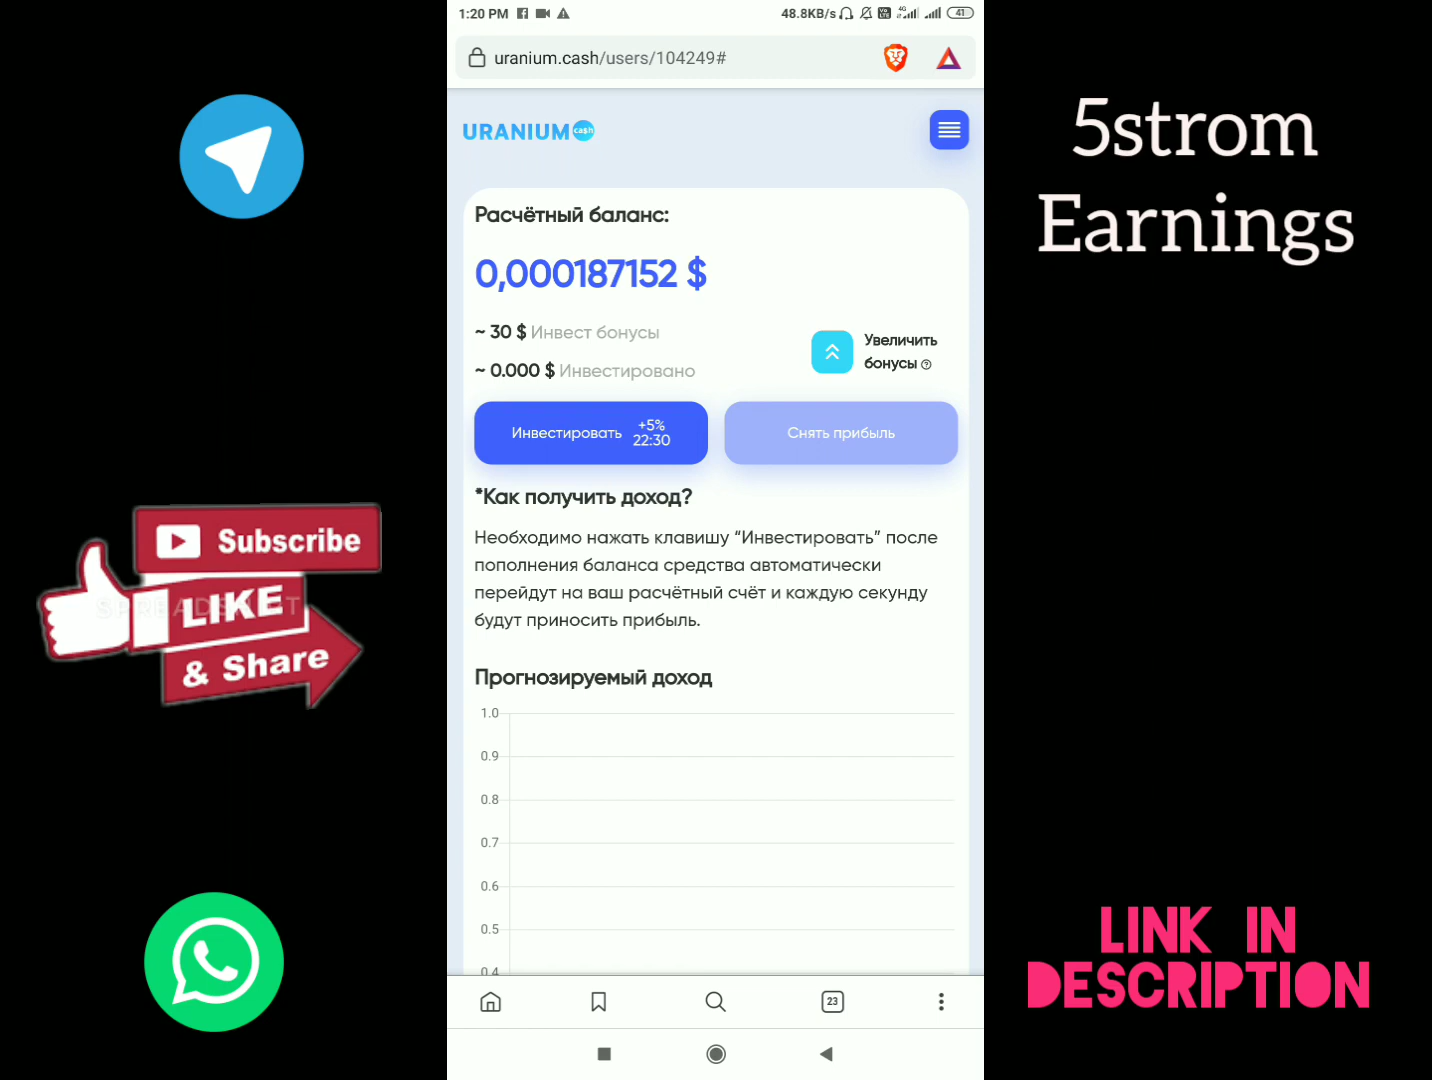 1:20 PM
48.8KB/s
4G
41
uranium.cash/users/104249#
URANIUM ca$h
Расчётный баланс:
0,000187152 $
~ 30 $ Инвест бонусы
~ 0.000 $ Инвестировано
Увеличить
бонусы
Инвестировать +5%
22:30
Снять прибыль
*Как получить доход?
Необходимо нажать клавишу “Инвестировать” после
пополнения баланса средства автоматически
перейдут на ваш расчётный счёт и каждую секунду
будут приносить прибыль.
Прогнозируемый доход
1.0
0.9
0.8
0.7
0.6
0.5
0.4
23
5strom
Earnings
Subscribe
LIKE
& Share
LINK IN
DESCRIPTION